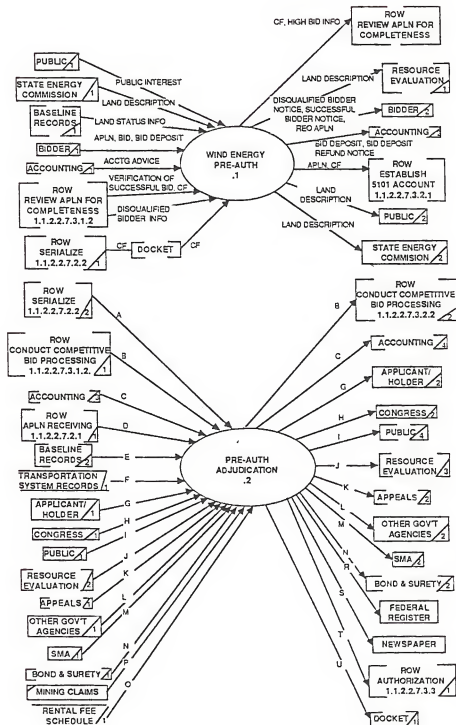 CF, HIGH BID INFO
ROW
REVIEW APLN FOR
COMPLETENESS
PUBLIC 1
PUBLIC INTEREST
STATE ENERGY
COMMISSION 1
LAND DESCRIPTION
LAND DESCRIPTION
RESOURCE
EVALUATION 1
BASELINE
RECORDS 1
LAND STATUS INFO
DISQUALIFIED BIDDER
NOTICE, SUCCESSFUL
BIDDER NOTICE,
REO APLN
BIDDER 2
APLN, BID, BID DEPOSIT
BIDDER
WIND ENERGY
PRE-AUTH
.1
ACCOUNTING
BID DEPOSIT, BID DEPOSIT
REFUND NOTICE
ACCOUNTING
ACCTG ADVICE
VERIFICATION OF
SUCCESSFUL BID, CF
APLN, CF
ROW
ESTABLISH
5101 ACCOUNT
1.1.2.2.7.3.2.1
ROW
REVIEW APLN FOR
COMPLETENESS
1.1.2.2.7.3.1.2
DISQUALIFIED
BIDDER INFO
LAND
DESCRIPTION
PUBLIC 2
ROW
SERIALIZE
1.1.2.2.7.2.2 1
CF
DOCKET
CF
LAND DESCRIPTION
STATE ENERGY
COMMISION 2
ROW
SERIALIZE
1.1.2.2.7.2.2 2
A
B
ROW
CONDUCT COMPETITIVE
BID PROCESSING
1.1.2.2.7.3.2.2 2
ROW
CONDUCT COMPETITIVE
BID PROCESSING
1.1.2.2.7.3.1.2. 1
B
C
ACCOUNTING 4
G
APPLICANT/
HOLDER 2
ACCOUNTING 3
C
H
CONGRESS 2
ROW
APLN RECEIVING
1.1.2.2.7.2.1 1
D
I
PUBLIC 4
BASELINE
RECORDS 2
E
PRE-AUTH
ADJUDICATION
.2
J
RESOURCE
EVALUATION 3
TRANSPORTATION
SYSTEM RECORDS 1
F
K
APPEALS 2
APPLICANT/
HOLDER 1
G
L
OTHER GOV'T
AGENCIES 2
CONGRESS 1
H
M
SMA 2
PUBLIC
I
RESOURCE
EVALUATION 2
J
N
BOND & SURETY 2
APPEALS
K
R
FEDERAL
REGISTER
OTHER GOV'T
AGENCIES 1
L
S
NEWSPAPER
SMA 1
M
T
ROW
AUTHORIZATION
1.1.2.2.7.3.3 1
BOND & SURETY 1
N
MINING CLAIMS
P
RENTAL FEE
SCHEDULE 1
O
U
DOCKET 1